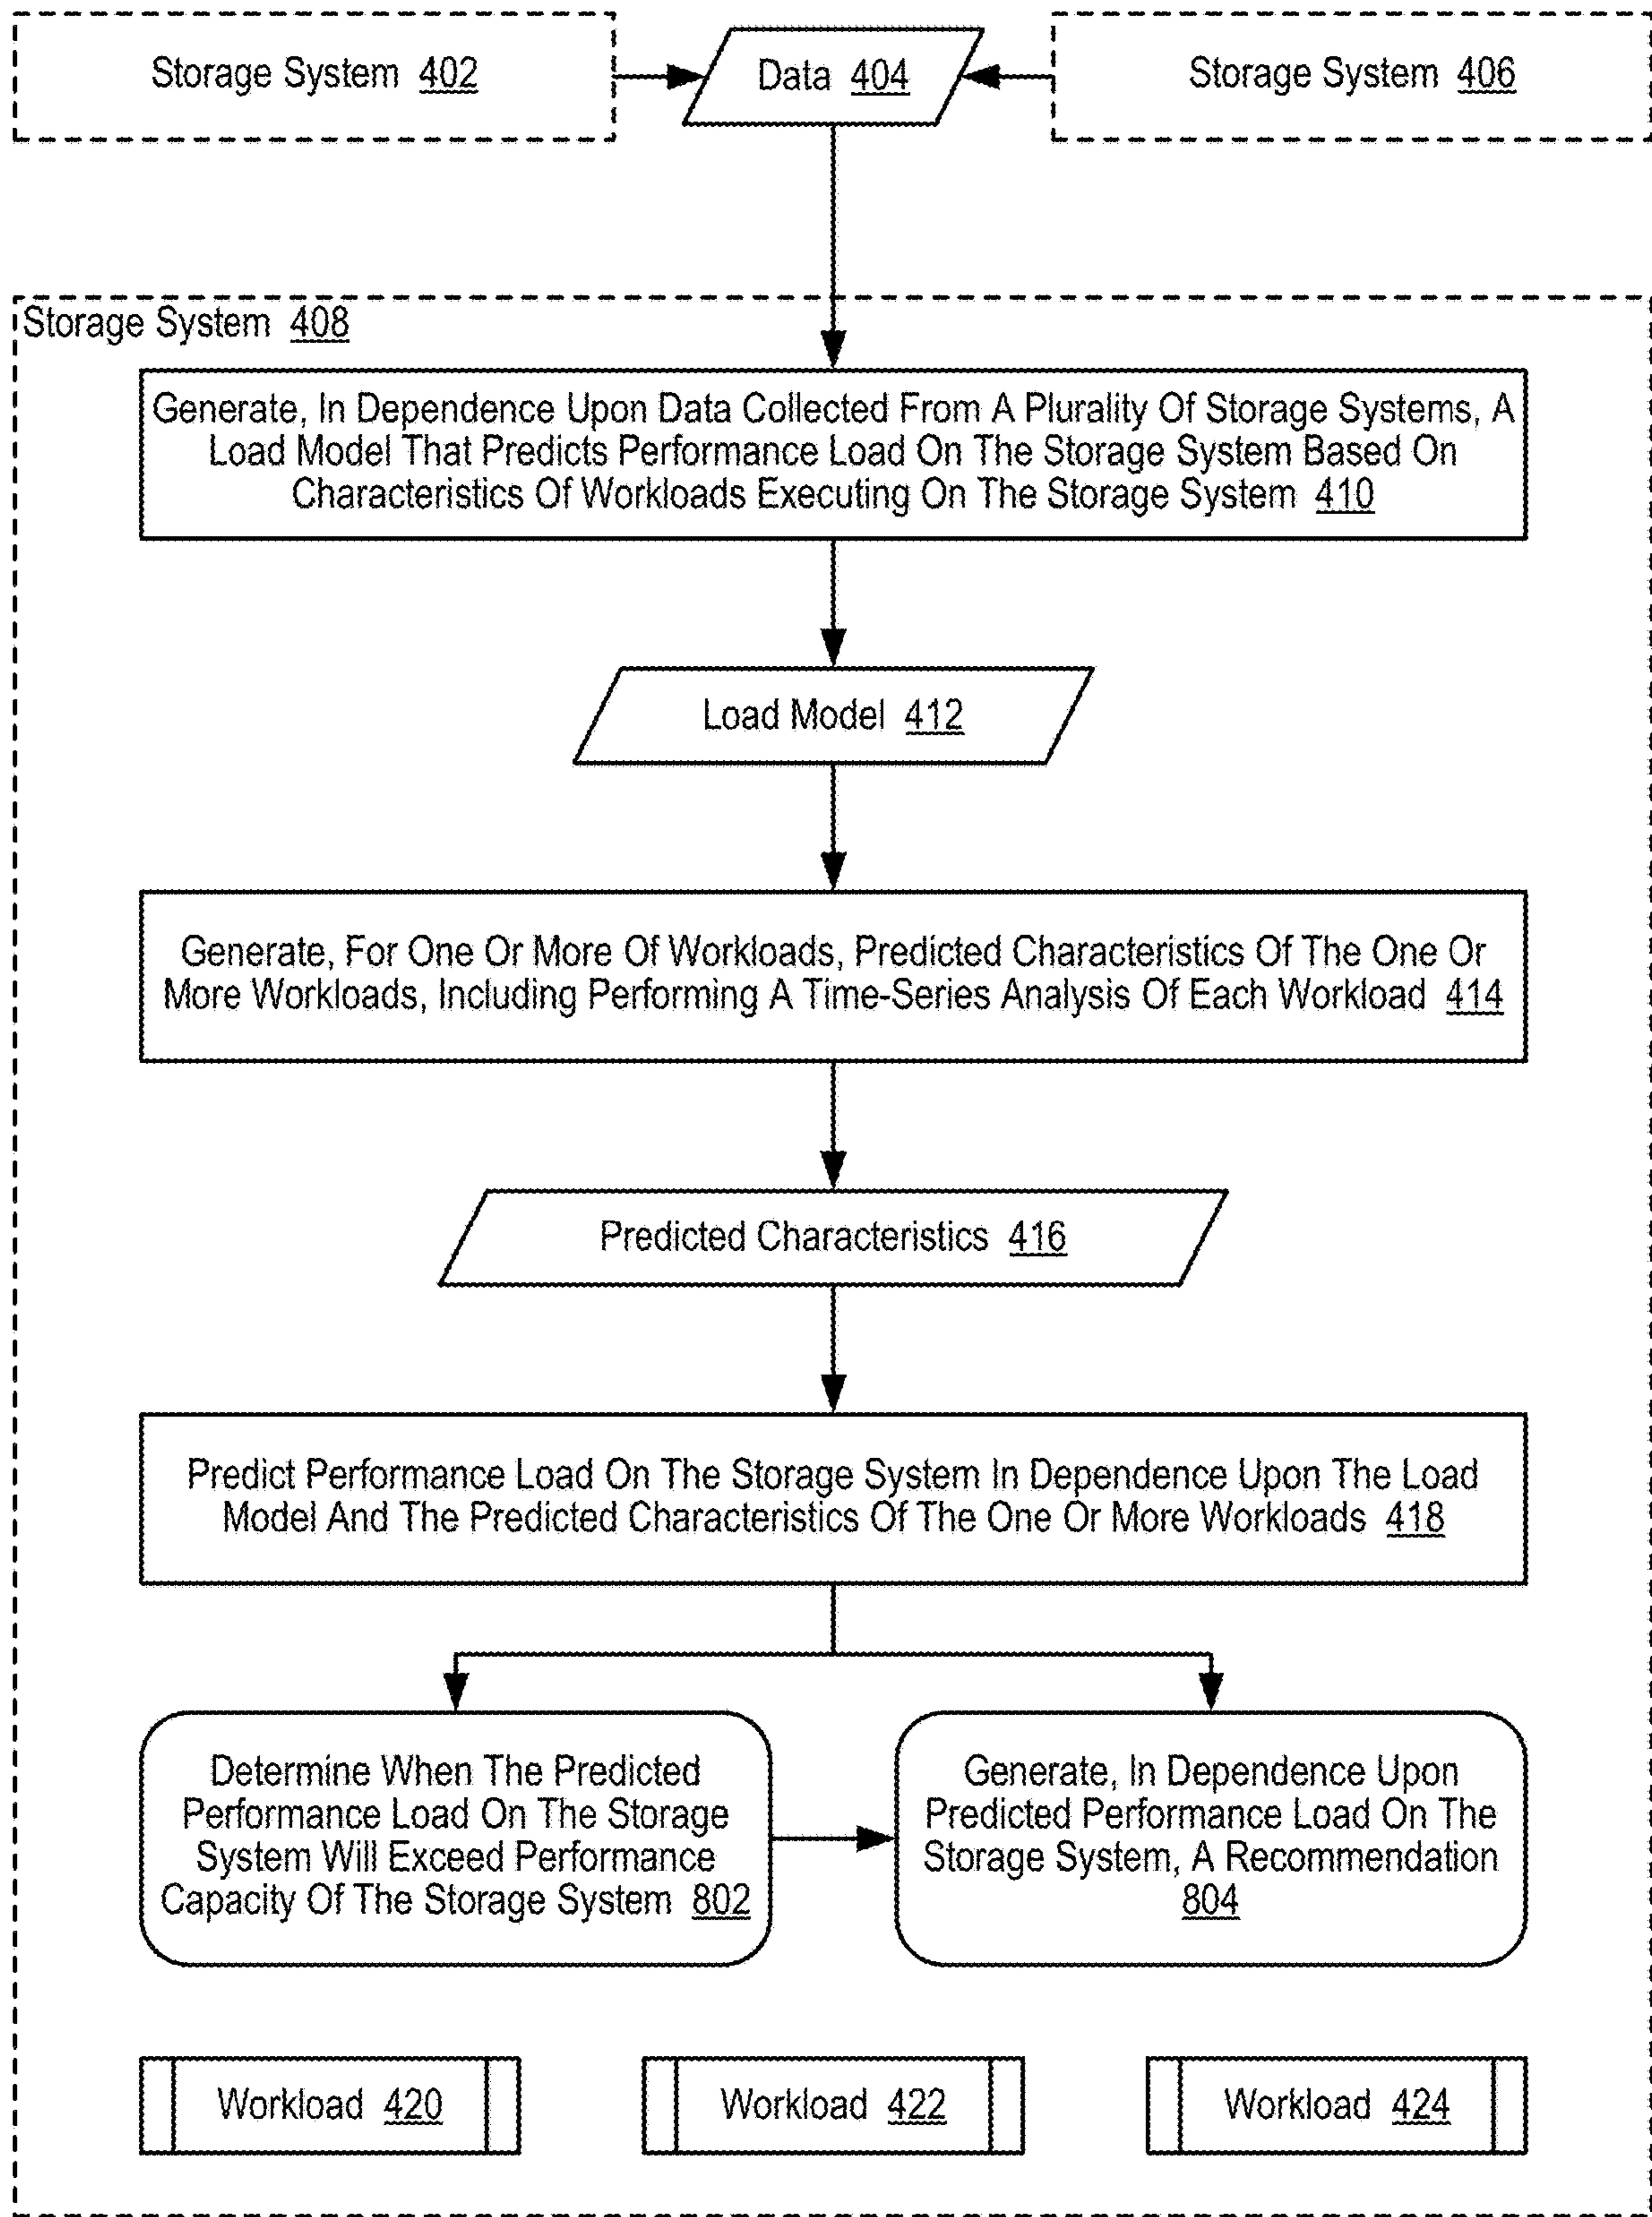 Storage System 402
Data 404
Storage System 406
Storage System 408
Generate, In Dependence Upon Data Collected From A Plurality Of Storage Systems, A
Load Model That Predicts Performance Load On The Storage System Based On
Characteristics Of Workloads Executing On The Storage System 410
Load Model 412
Generate, For One Or More Of Workloads, Predicted Characteristics Of The One Or
More Workloads, Including Performing A Time-Series Analysis Of Each Workload 414
Predicted Characteristics 416
Predict Performance Load On The Storage System In Dependence Upon The Load
Model And The Predicted Characteristics Of The One Or More Workloads 418
Determine When The Predicted
Performance Load On The Storage
System Will Exceed Performance
Capacity Of The Storage System 802
Generate, In Dependence Upon
Predicted Performance Load On The
Storage System, A Recommendation
804
Workload 420
Workload 422
Workload 424